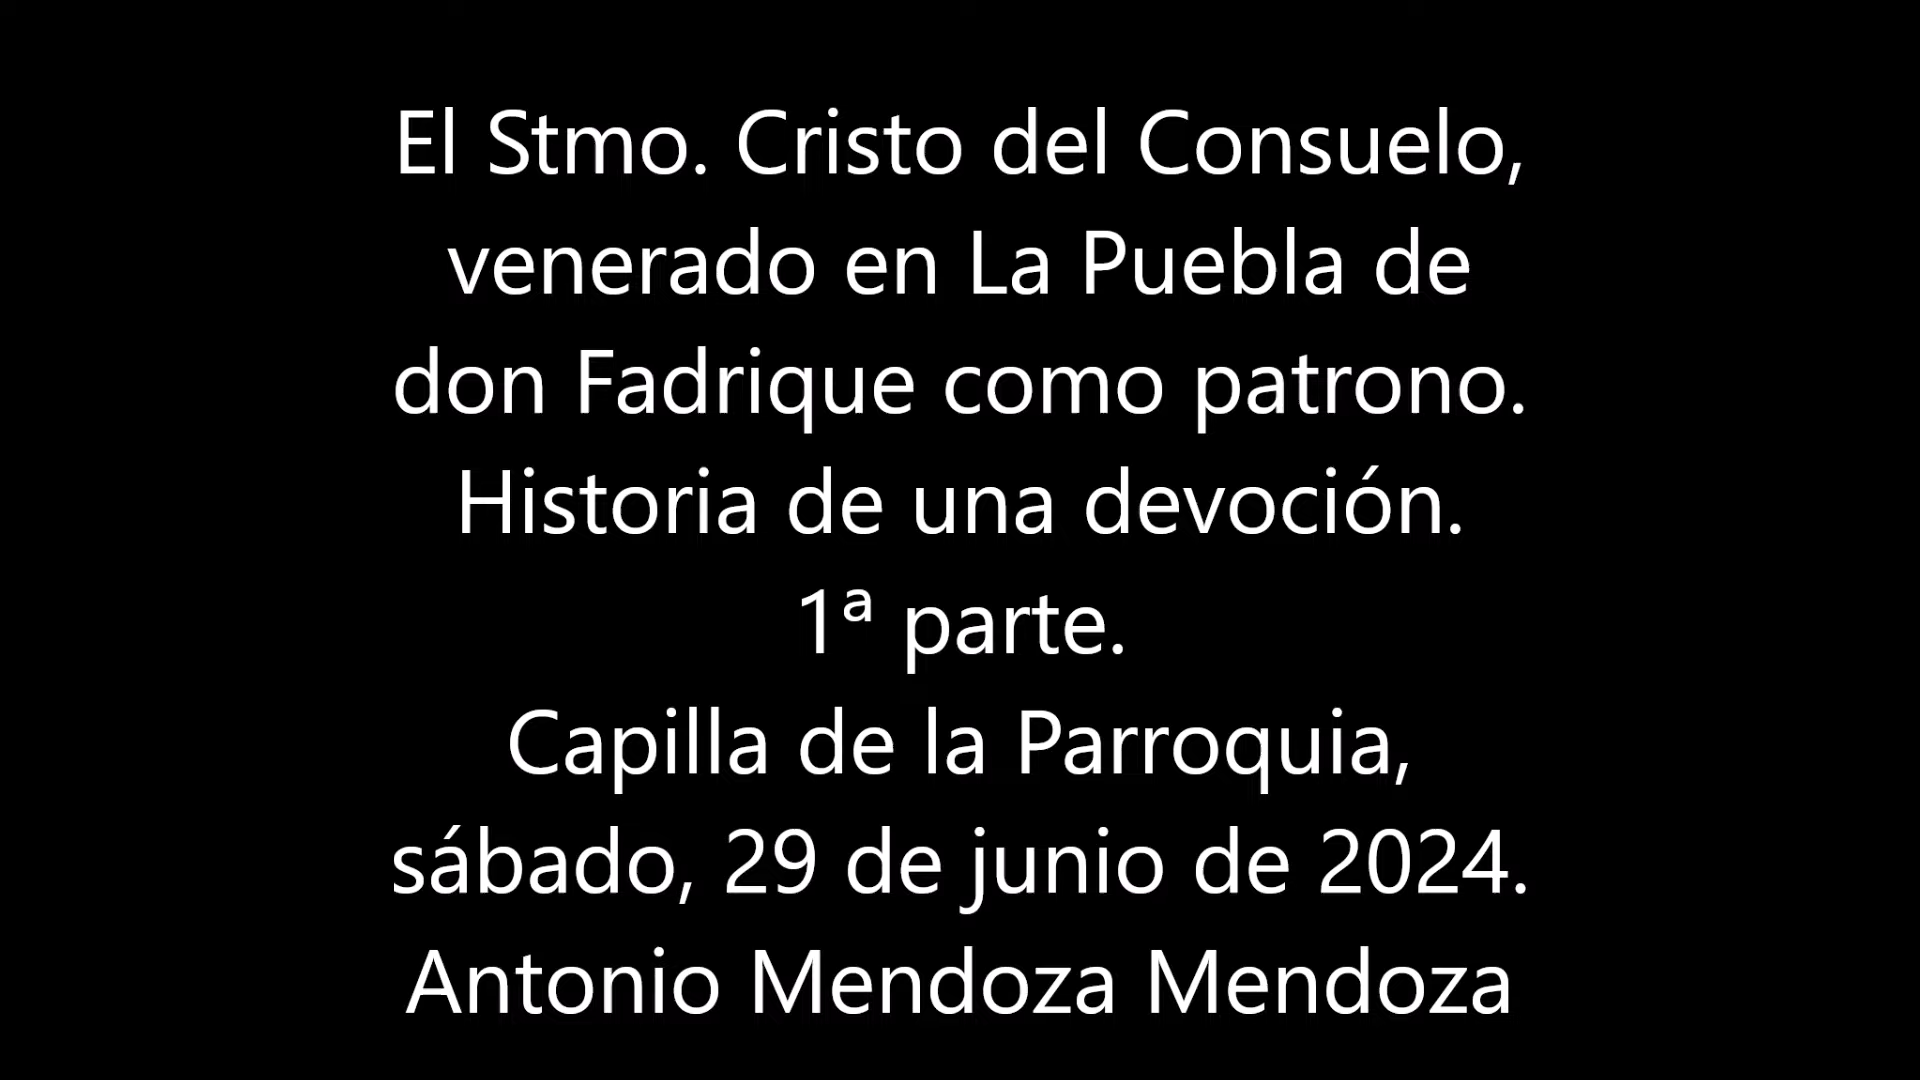 El Stmo. Cristo del Consuelo,
venerado en La Puebla de
don Fadrique como patrono.
Historia de una devoción.
1ª parte.
Capilla de la Parroquia,
sábado, 29 de junio de 2024.
Antonio Mendoza Mendoza